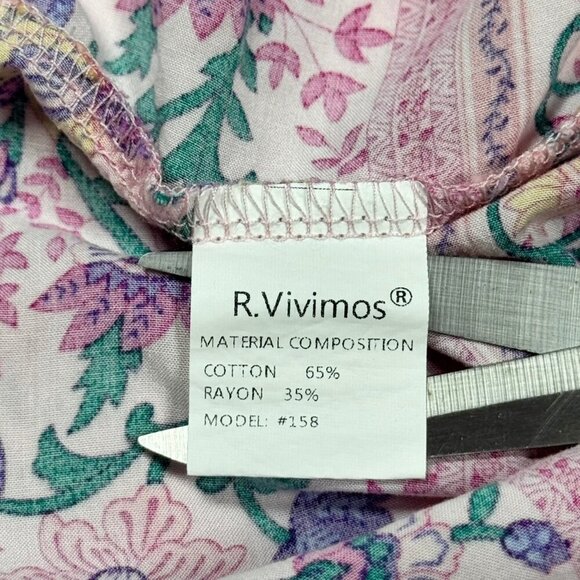 R.Vivimos®
MATERIAL COMPOSITION
COTTON 65%
RAYON 35%
MODEL: #158